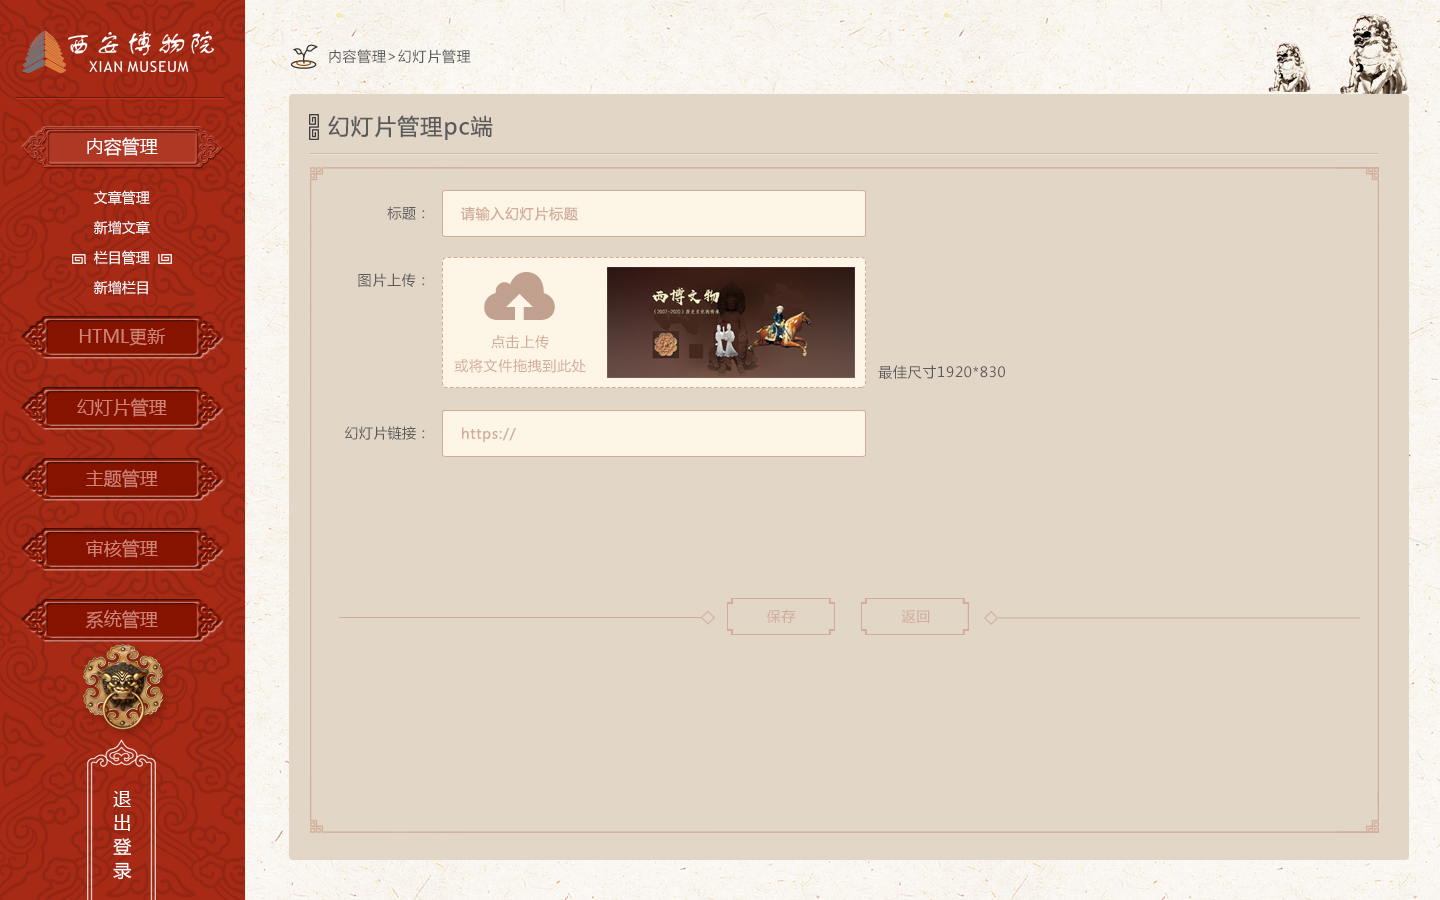 西安博物院
XIAN MUSEUM
内容管理
文章管理
新增文章
栏目管理
新增栏目
HTML更新
幻灯片管理
主题管理
审核管理
系统管理
退出登录
内容管理>幻灯片管理
幻灯片管理pc端
标题：
请输入幻灯片标题
图片上传：
点击上传
或将文件拖拽到此处
西博文物
最佳尺寸1920*830
幻灯片链接：
https://
保存
返回